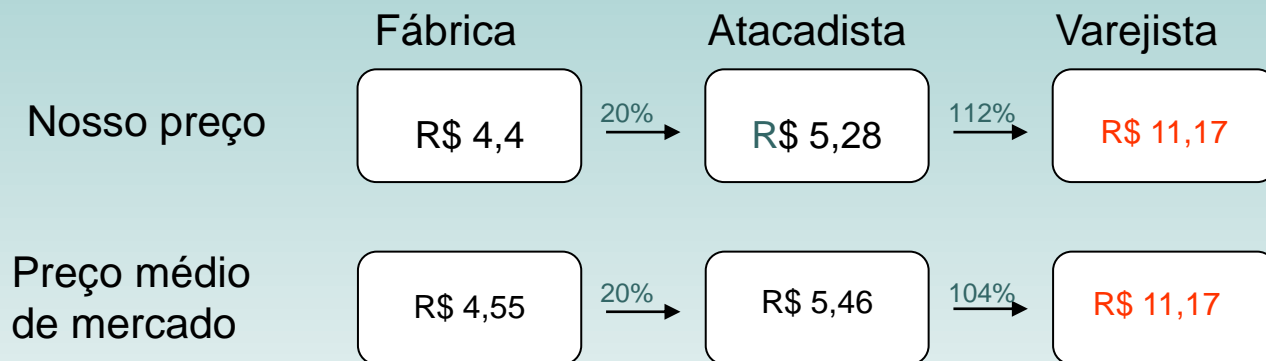 Fábrica
Atacadista
Varejista
Nosso preço
R$ 4,4
20%
R$ 5,28
112%
R$ 11,17
Preço médio
de mercado
R$ 4,55
20%
R$ 5,46
104%
R$ 11,17